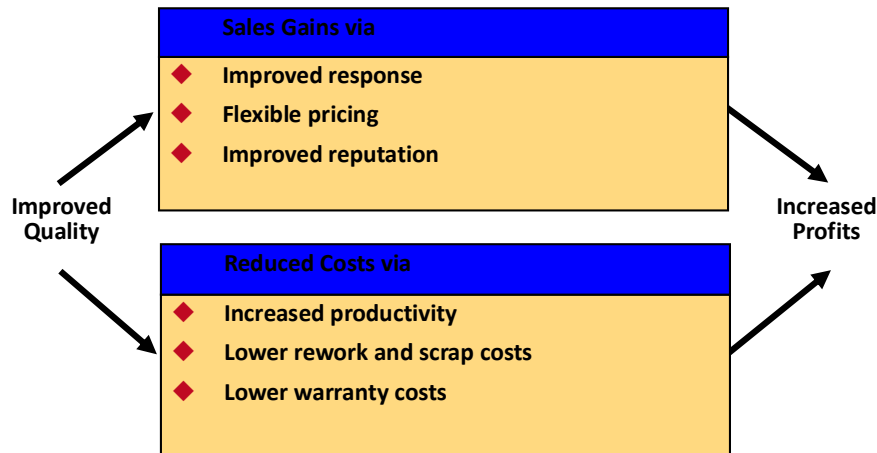 Sales Gains via
Improved response
Flexible pricing
Improved reputation
Improved
Quality
Increased
Profits
Reduced Costs via
Increased productivity
Lower rework and scrap costs
Lower warranty costs